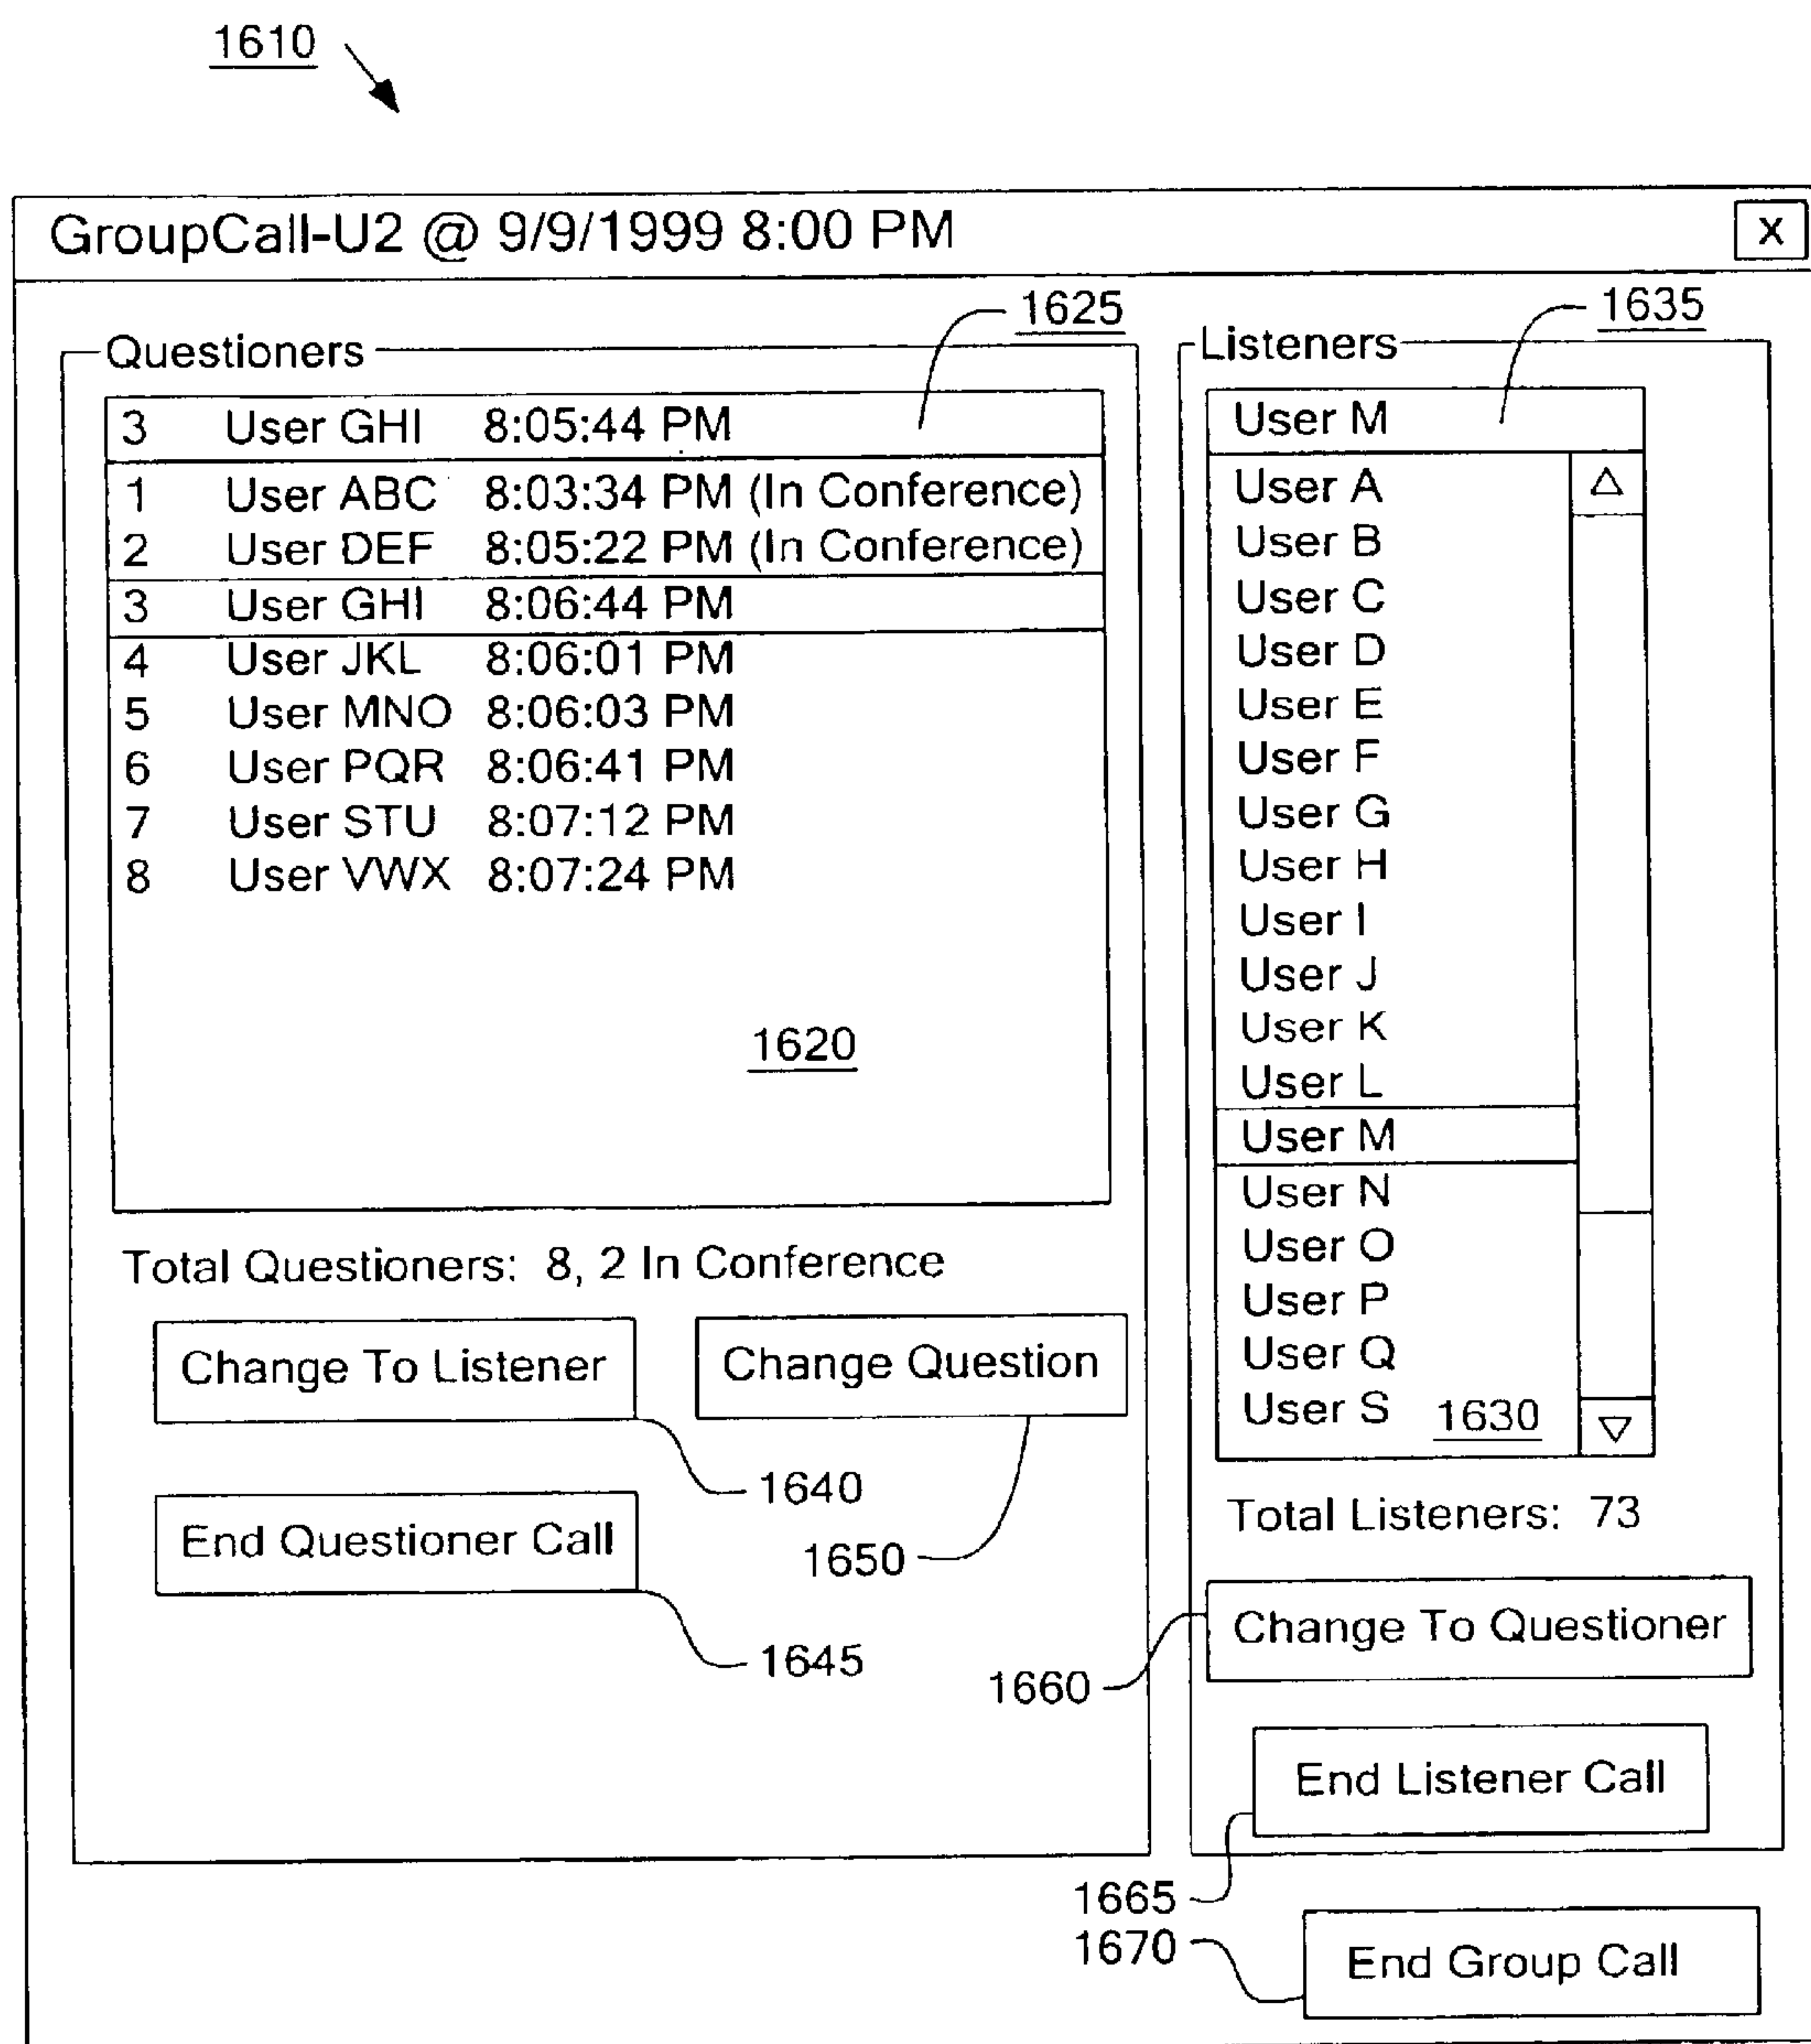 1610
GroupCall-U2 @ 9/9/1999 8:00 PM X
1625
Questioners
3 User GHI 8:05:44 PM
1 User ABC 8:03:34 PM (In Conference)
2 User DEF 8:05:22 PM (In Conference)
3 User GHI 8:06:44 PM
4 User JKL 8:06:01 PM
5 User MNO 8:06:03 PM
6 User PQR 8:06:41 PM
7 User STU 8:07:12 PM
8 User VWX 8:07:24 PM
1620
Total Questioners: 8, 2 In Conference
Change To Listener
Change Question
1640
End Questioner Call
1650
1645
1635
Listeners
User M
User A
User B
User C
User D
User E
User F
User G
User H
User I
User J
User K
User L
User M
User N
User O
User P
User Q
User S
1630
Total Listeners: 73
Change To Questioner
1660
End Listener Call
1665
1670
End Group Call